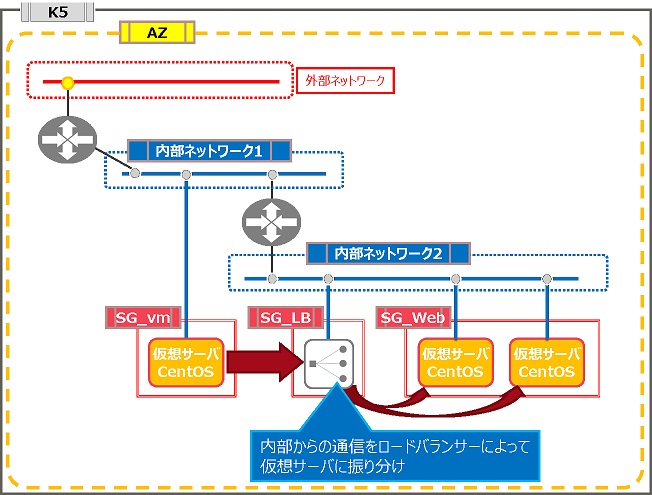 K5
AZ
外部ネットワーク
内部ネットワーク1
内部ネットワーク2
SG_vm
SG_LB
SG_Web
仮想サーバ
CentOS
仮想サーバ
CentOS
仮想サーバ
CentOS
内部からの通信をロードバランサーによって
仮想サーバに振り分け